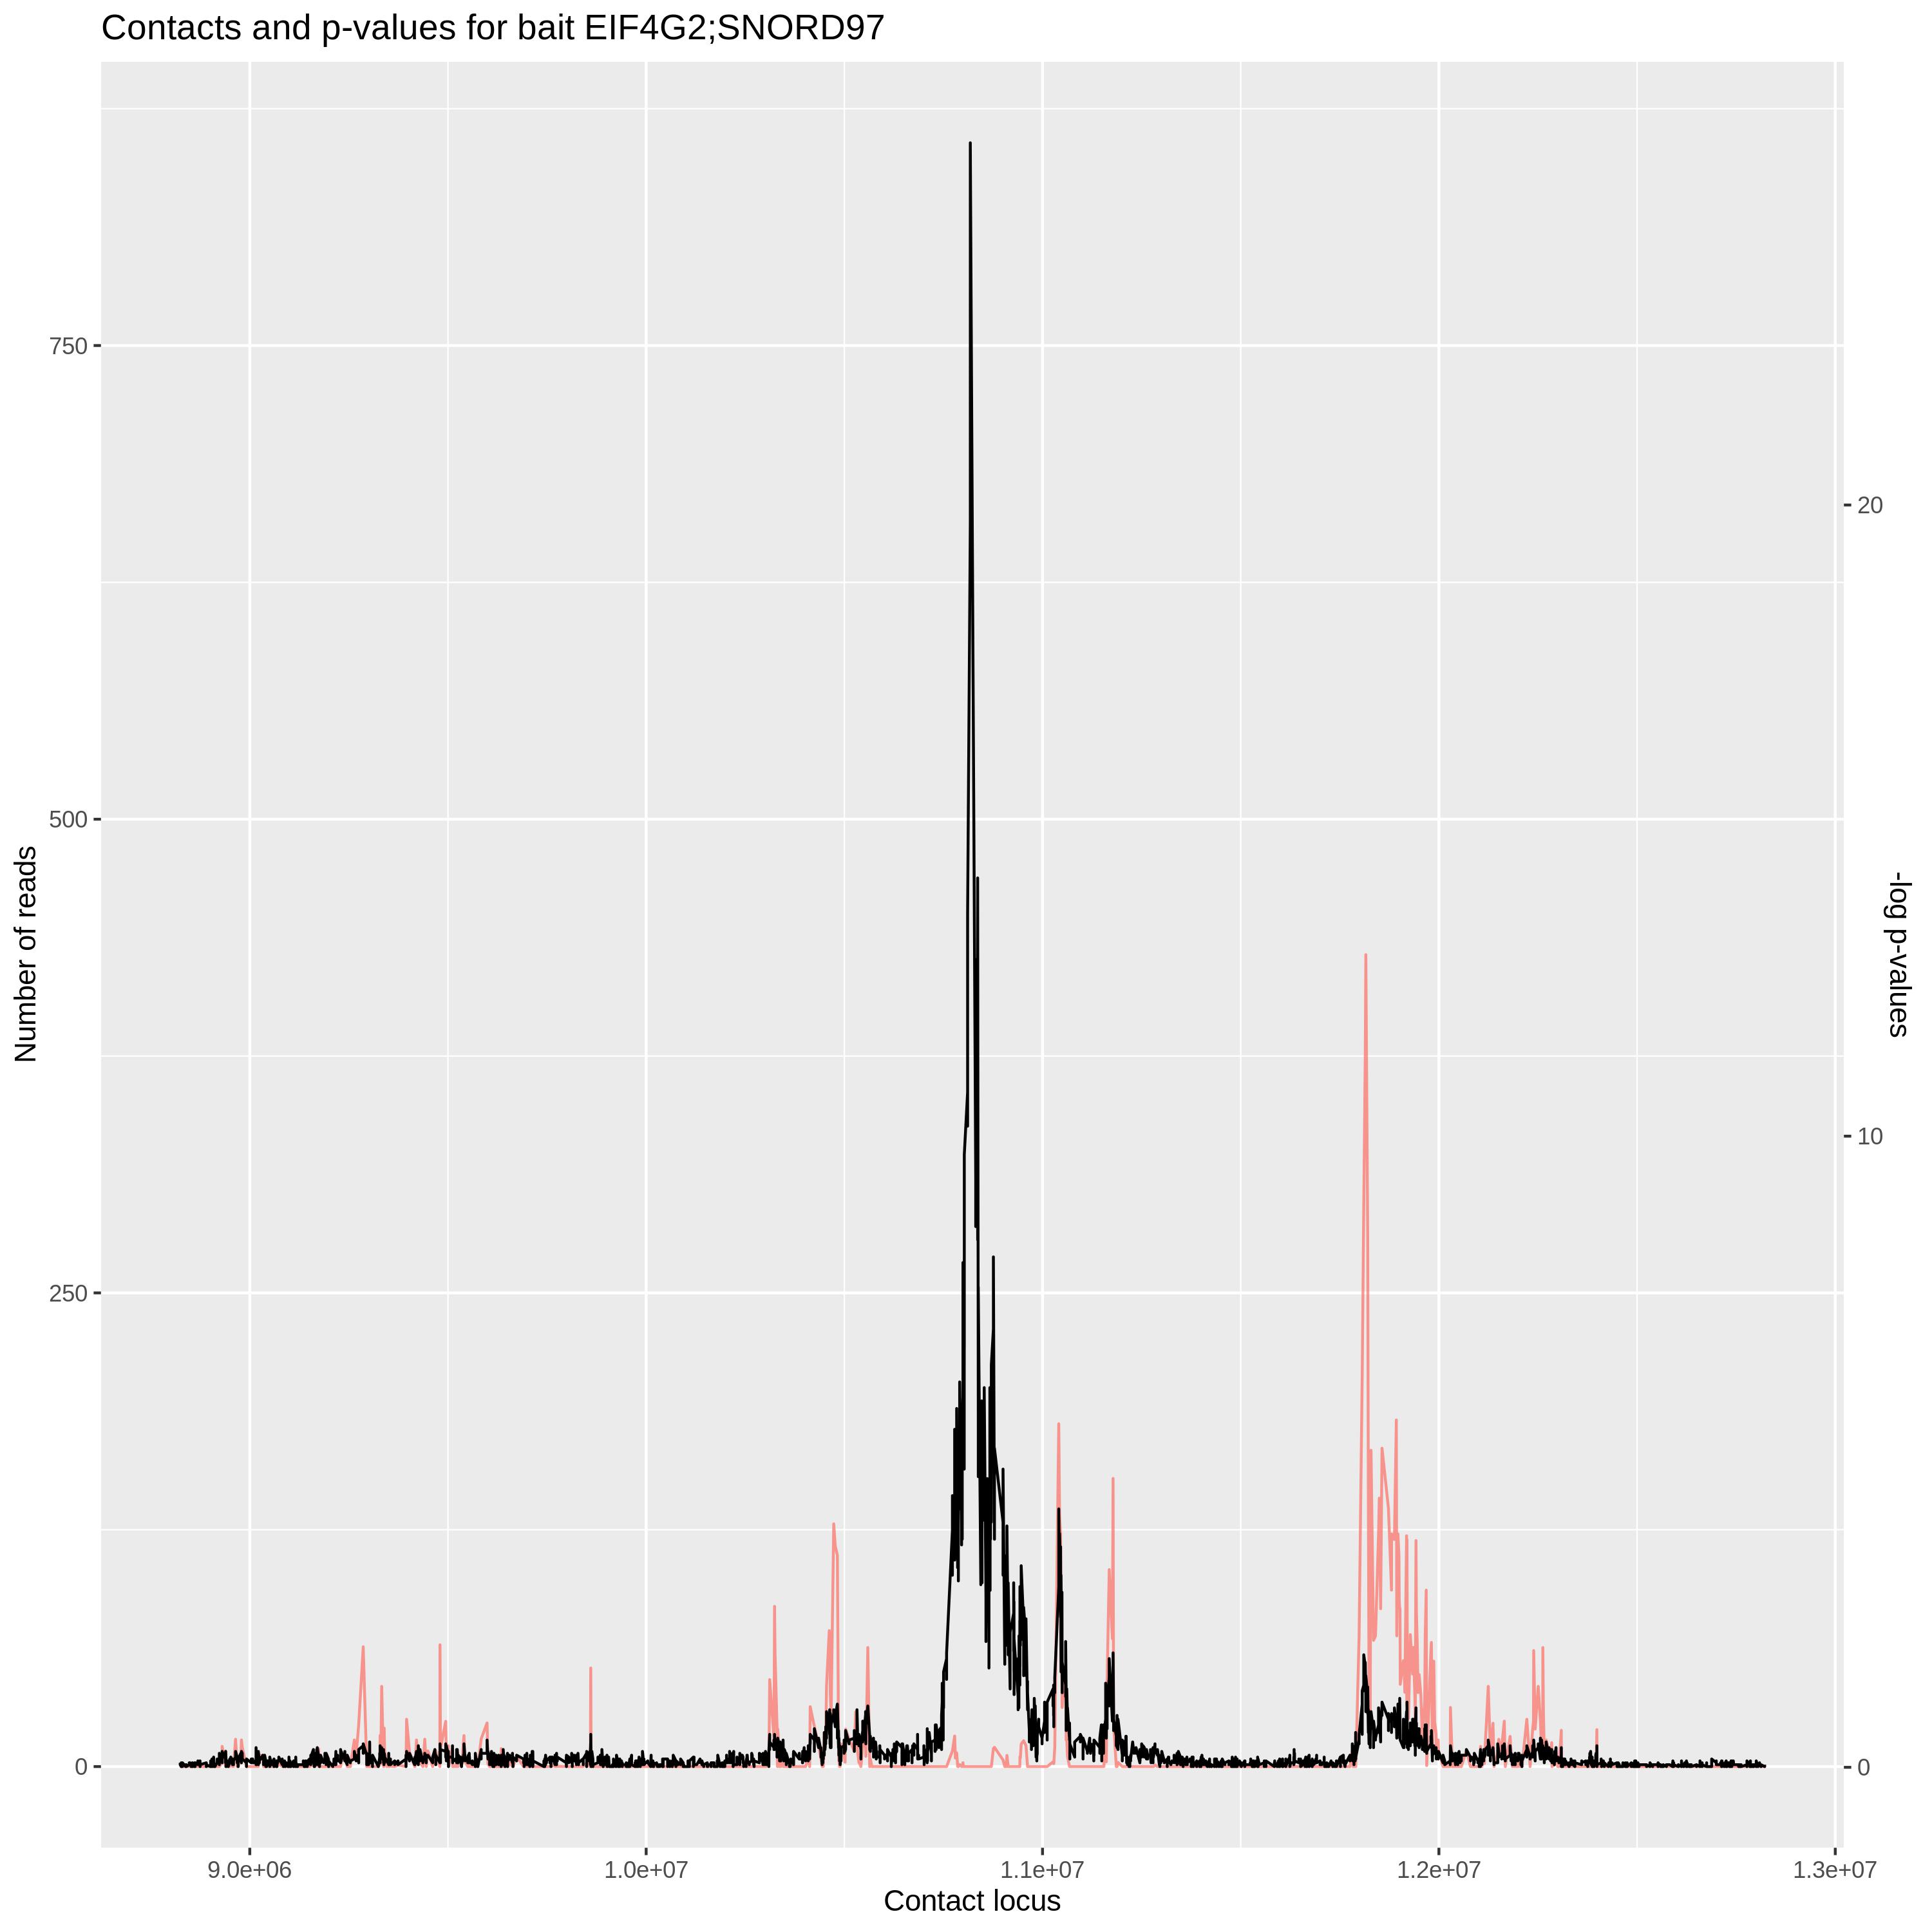 Contacts and p-values for bait EIF4G2;SNORD97
750
500
250
0
Number of reads
20
10
0
-log p-values
9.0e+06
1.0e+07
1.1e+07
1.2e+07
1.3e+07
Contact locus